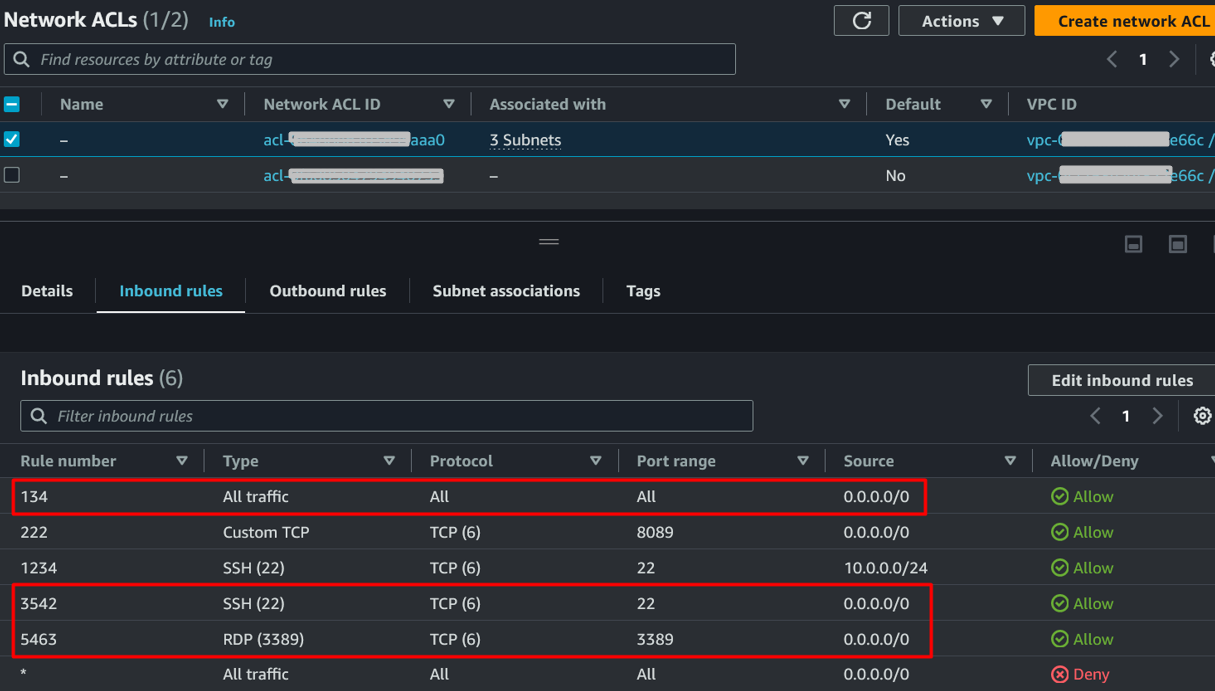 Network ACLs (1/2) Info Actions ▼ Create network ACL
Find resources by attribute or tag 1
Name Network ACL ID Associated with Default VPC ID
– acl- aaa0 3 Subnets Yes vpc-0 e66c /
– acl- – No vpc- e66c /
Details Inbound rules Outbound rules Subnet associations Tags
Inbound rules (6) Edit inbound rules
Filter inbound rules 1
Rule number Type Protocol Port range Source Allow/Deny
134 All traffic All All 0.0.0.0/0 Allow
222 Custom TCP TCP (6) 8089 0.0.0.0/0 Allow
1234 SSH (22) TCP (6) 22 10.0.0.0/24 Allow
3542 SSH (22) TCP (6) 22 0.0.0.0/0 Allow
5463 RDP (3389) TCP (6) 3389 0.0.0.0/0 Allow
* All traffic All All 0.0.0.0/0 Deny